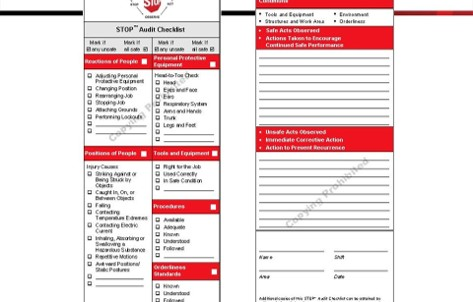 STOP
STOP™ Audit Checklist
Mark if
any unsafe
Mark if
all safe
Mark if
any unsafe
Mark if
all safe
Reactions of People
Adjusting Personal
Protective Equipment
Changing Position
Rearranging Job
Stopping Job
Attaching Grounds
Performing Lockouts
Personal Protective
Equipment
Head-to-Toe Check
Head
Eyes and Face
Ears
Respiratory System
Arms and Hands
Trunk
Legs and Feet
Positions of People
Injury Causes
Striking Against or
Being Struck by
Objects
Caught In, On, or
Between Objects
Falling
Contacting
Temperature Extremes
Contacting Electric
Current
Inhaling, Absorbing or
Swallowing a
Hazardous Substance
Repetitive Motions
Awkward Positions/
Static Postures
Tools and Equipment
Right for the Job
Used Correctly
In Safe Condition
Procedures
Available
Adequate
Known
Understood
Followed
Orderliness
Standards
Known
Understood
Followed
Copying Prohibited
• Tools and Equipment
• Structures and Work Area
• Environment
• Orderliness
• Safe Acts Observed
• Actions Taken to Encourage
Continued Safe Performance
• Unsafe Acts Observed
• Immediate Corrective Action
• Action to Prevent Recurrence
Copying Prohibited
Name
Shift
Area
Date
Additional copies of this STOP™ Audit Checklist can be obtained by